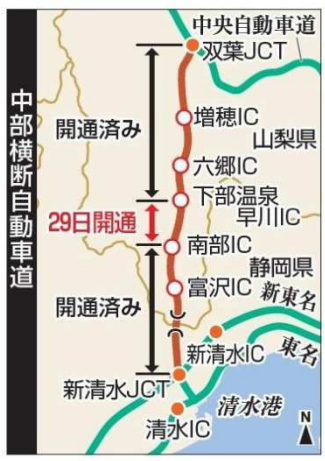 中部横断自動車道
中央自動車道
双葉JCT
開通済み
増穂IC
山梨県
六郷IC
下部温泉
早川IC
29日開通
南部IC
静岡県
富沢IC
新東名
開通済み
新清水IC
東名
新清水JCT
清水港
清水IC
N